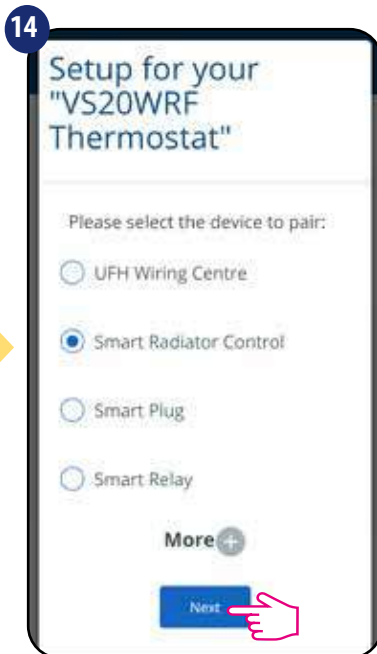 14
Setup for your
"VS20WRF
Thermostat"
Please select the device to pair:
UFH Wiring Centre
Smart Radiator Control
Smart Plug
Smart Relay
More +
Next